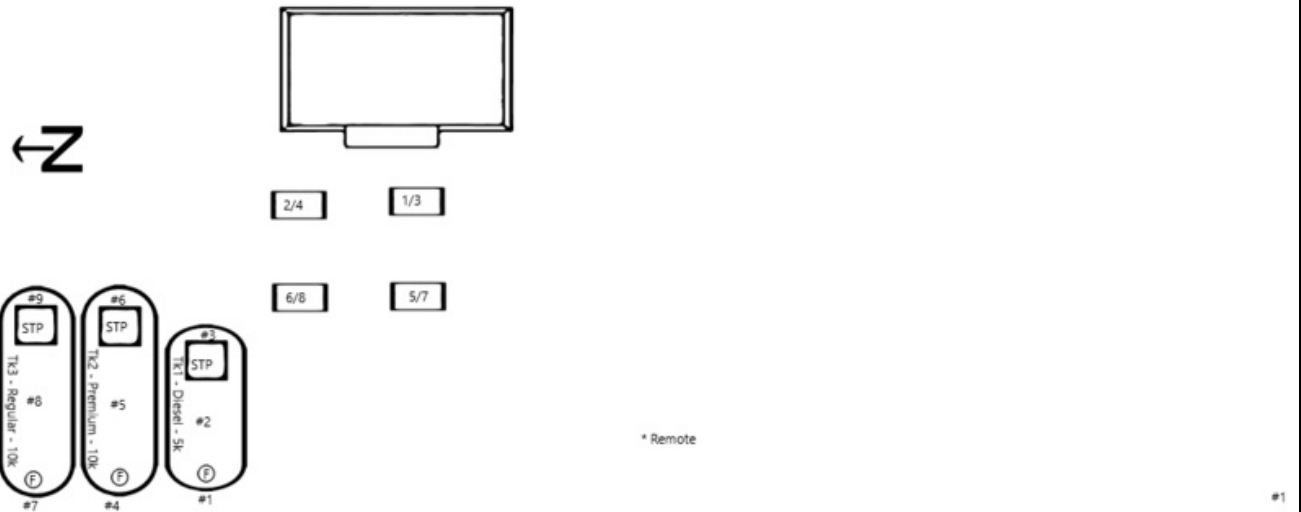 N
2/4
1/3
6/8
5/7
#9
STP
Tk3 - Regular - 10k
#8
F
#7
#6
STP
Tk2 - Premium - 10k
#5
F
#4
#3
STP
Tk1 - Diesel - 5k
#2
F
#1
* Remote
#1